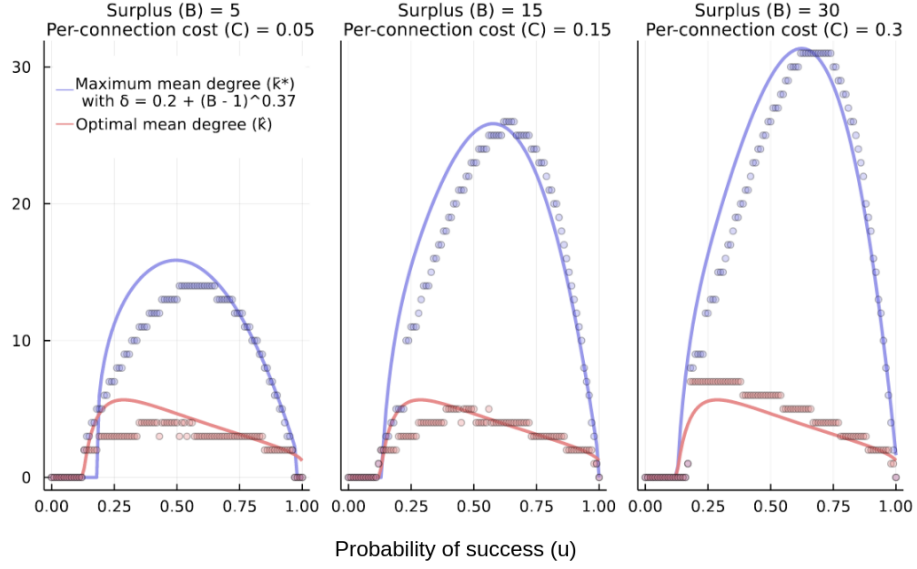 Surplus (B) = 5
Per-connection cost (C) = 0.05
Surplus (B) = 15
Per-connection cost (C) = 0.15
Surplus (B) = 30
Per-connection cost (C) = 0.3
30
20
10
0
Maximum mean degree (k̄*)
with δ = 0.2 + (B - 1)^0.37
Optimal mean degree (k̄)
0.00 0.25 0.50 0.75 1.00
0.00 0.25 0.50 0.75 1.00
0.00 0.25 0.50 0.75 1.00
Probability of success (u)